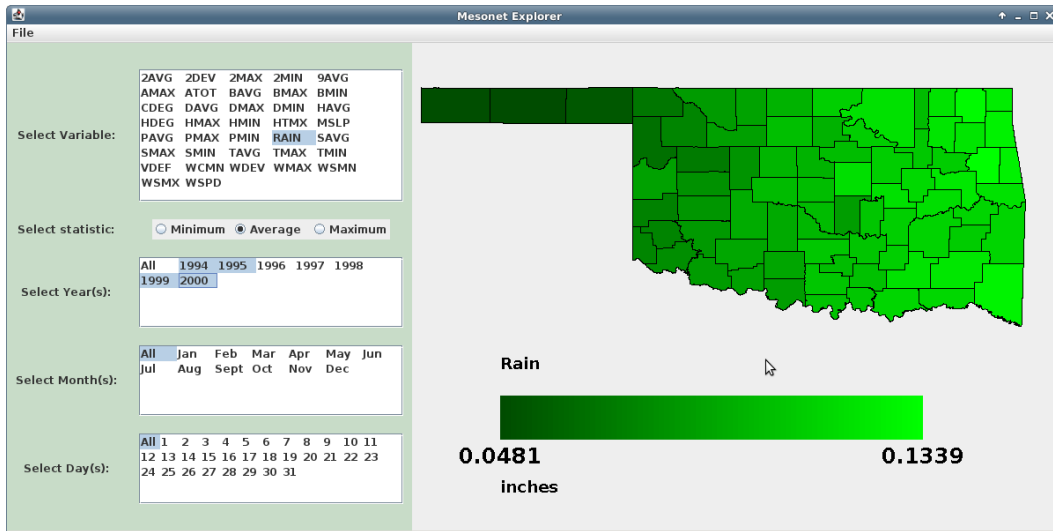 Mesonet Explorer
File
Select Variable:
2AVG 2DEV 2MAX 2MIN 9AVG
AMAX ATOT BAVG BMAX BMIN
CDEG DAVG DMAX DMIN HAVG
HDEG HMAX HMIN HTMX MSLP
PAVG PMAX PMIN RAIN SAVG
SMAX SMIN TAVG TMAX TMIN
VDEF WCMN WDEV WMAX WSMN
WSMX WSPD
Select statistic:
Minimum Average Maximum
Select Year(s):
All 1994 1995 1996 1997 1998
1999 2000
Select Month(s):
All Jan Feb Mar Apr May Jun
Jul Aug Sept Oct Nov Dec
Select Day(s):
All 1 2 3 4 5 6 7 8 9 10 11
12 13 14 15 16 17 18 19 20 21 22 23
24 25 26 27 28 29 30 31
Rain
0.0481 0.1339
inches